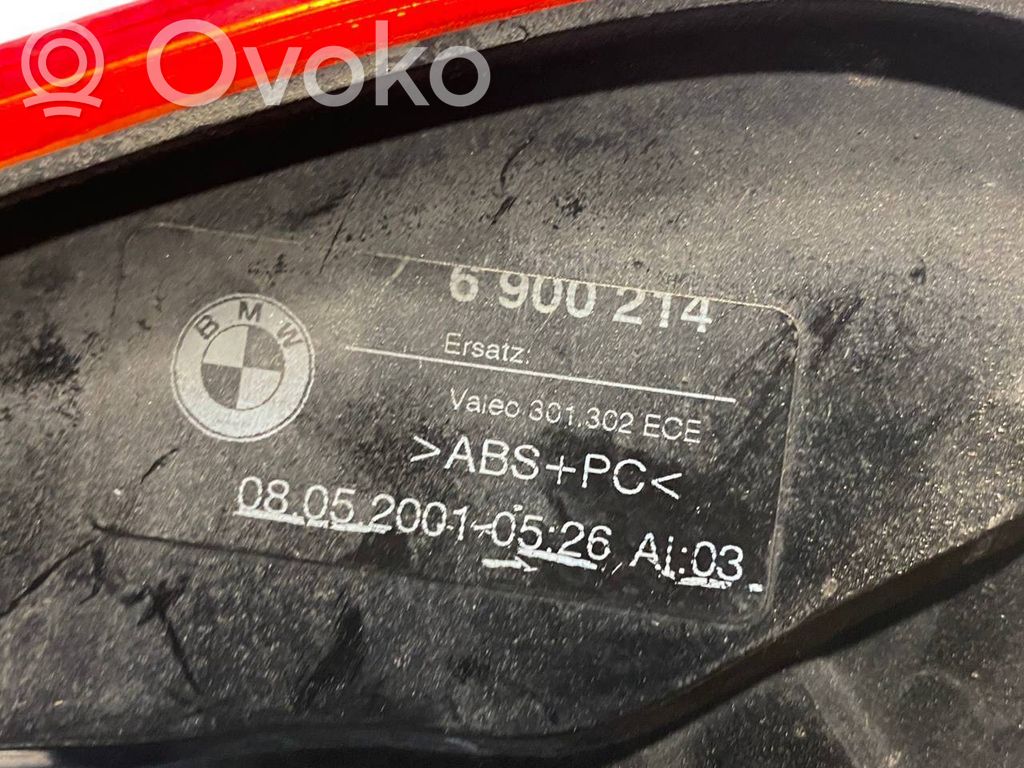 Ovoko
BMW
6 900 214
Ersatz:
Valeo 301.302 ECE
>ABS+PC<
08.05.2001-05:26 AI:03